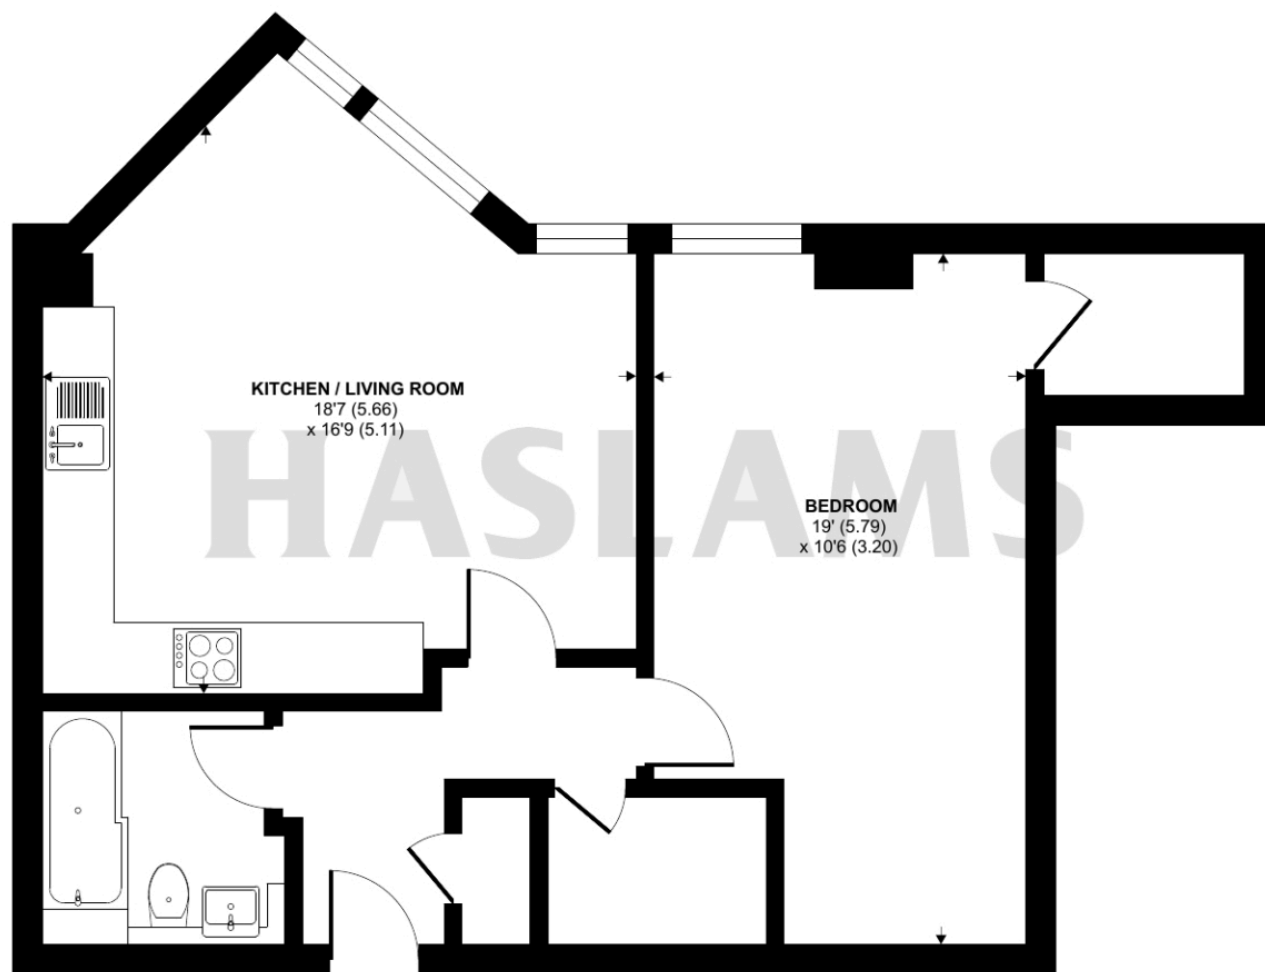 KITCHEN / LIVING ROOM
18'7 (5.66)
x 16'9 (5.11)
HASLAMS
BEDROOM
19' (5.79)
x 10'6 (3.20)